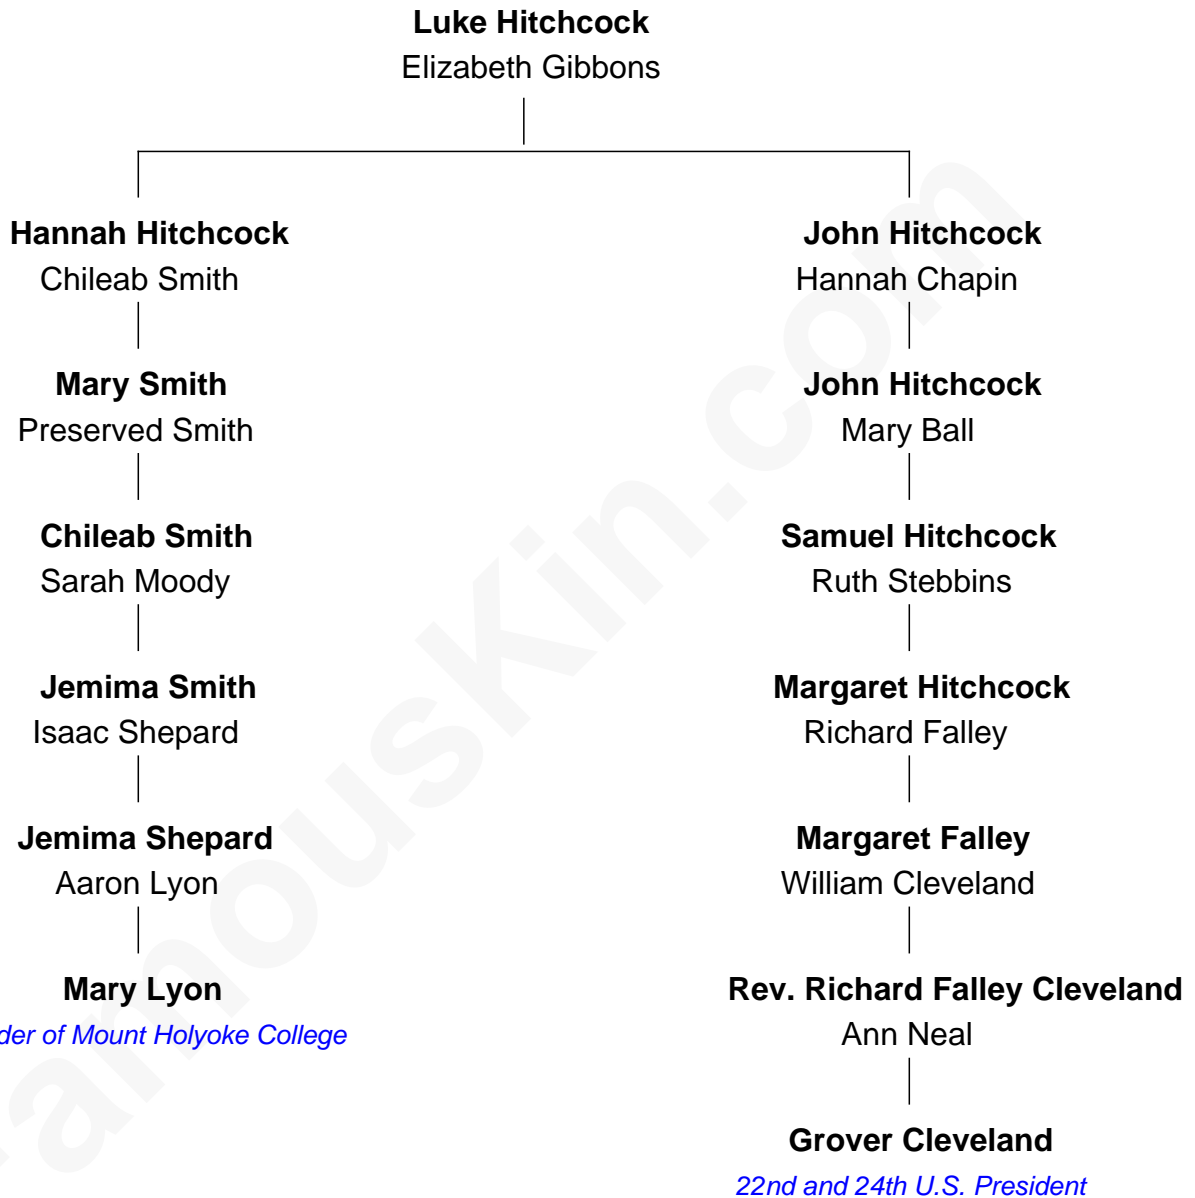 Luke Hitchcock
Elizabeth Gibbons
Hannah Hitchcock
Chileab Smith
Mary Smith
Preserved Smith
Chileab Smith
Sarah Moody
Jemima Smith
Isaac Shepard
Jemima Shepard
Aaron Lyon
Mary Lyon
der of Mount Holyoke College
John Hitchcock
Hannah Chapin
John Hitchcock
Mary Ball
Samuel Hitchcock
Ruth Stebbins
Margaret Hitchcock
Richard Falley
Margaret Falley
William Cleveland
Rev. Richard Falley Cleveland
Ann Neal
Grover Cleveland
22nd and 24th U.S. President
amousKin.com